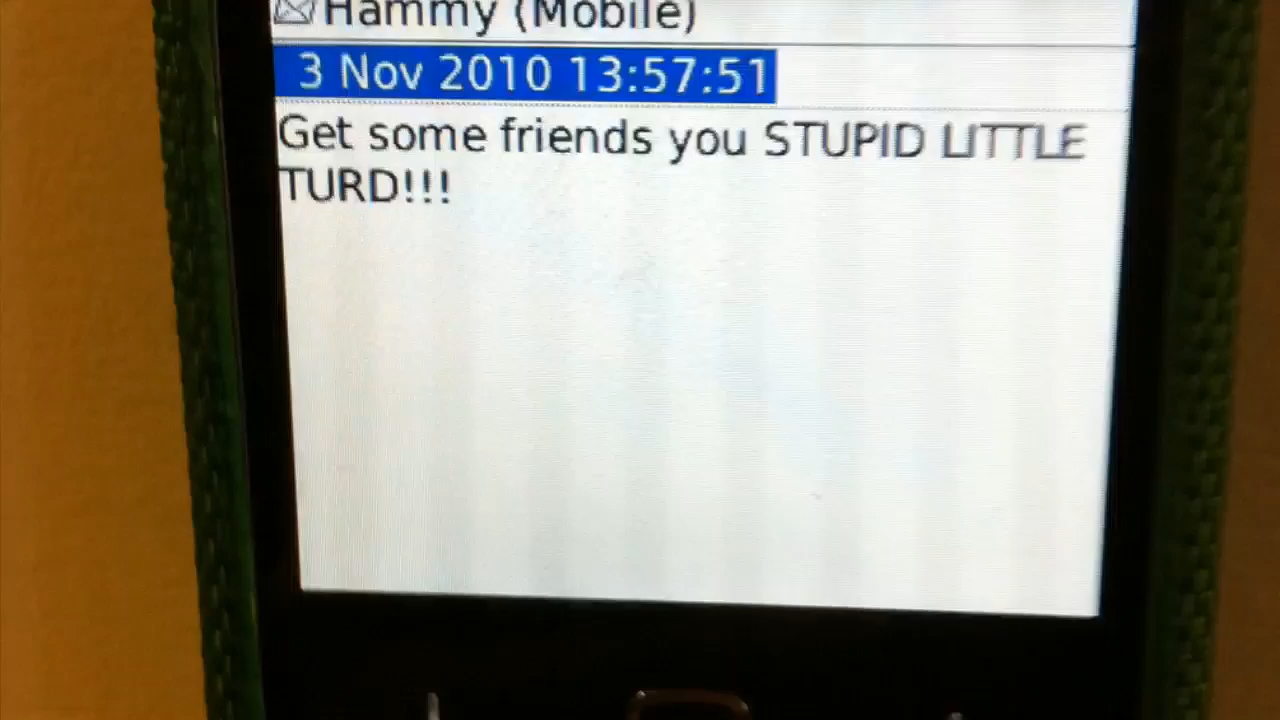 Hammy (Mobile)
3 Nov 2010 13:57:51
Get some friends you STUPID LITTLE
TURD!!!